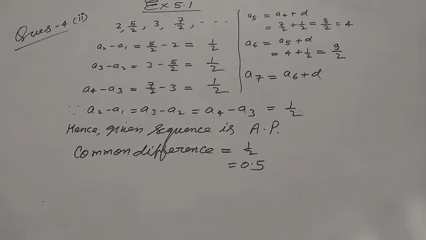 Ex 5.1
Ques-4 (ii)
2, 5/2, 3, 7/2, - - - -
a₂ - a₁ = 5/2 - 2 = 1/2
a₃ - a₂ = 3 - 5/2 = 1/2
a₄ - a₃ = 7/2 - 3 = 1/2
∵ a₂ - a₁ = a₃ - a₂ = a₄ - a₃ = 1/2
Hence, given sequence is A.P.
Common difference = 1/2
= 0.5
a₅ = a₄ + d
= 7/2 + 1/2 = 8/2 = 4
a₆ = a₅ + d
= 4 + 1/2 = 9/2
a₇ = a₆ + d